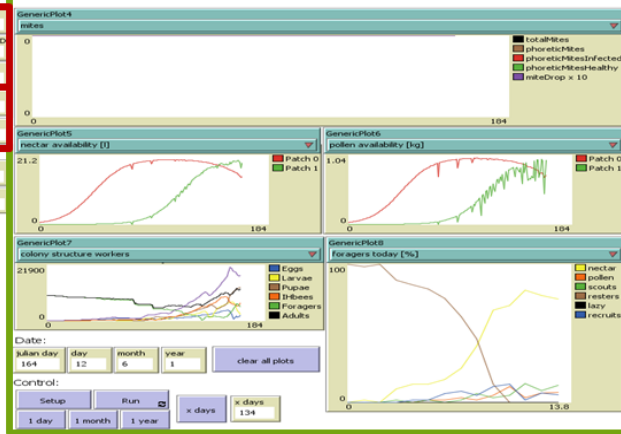 GenericPlot4
mites
0
0
0
184
totalMites
phoreticMites
phoreticMitesInfected
phoreticMitesHealthy
miteDrop x 10
GenericPlot5
nectar availability [l]
21.2
0
0
184
Patch 0
Patch 1
GenericPlot6
pollen availability [kg]
1.04
0
0
184
Patch 0
Patch 1
GenericPlot7
colony structure workers
21900
0
0
184
Eggs
Larvae
Pupae
IHbees
Foragers
Adults
GenericPlot8
foragers today [%]
100
0
0
13.8
nectar
pollen
scouts
resters
lazy
recruits
Date:
julian day
164
day
12
month
6
year
1
clear all plots
Control:
Setup
Run
x days
x days
134
1 day
1 month
1 year